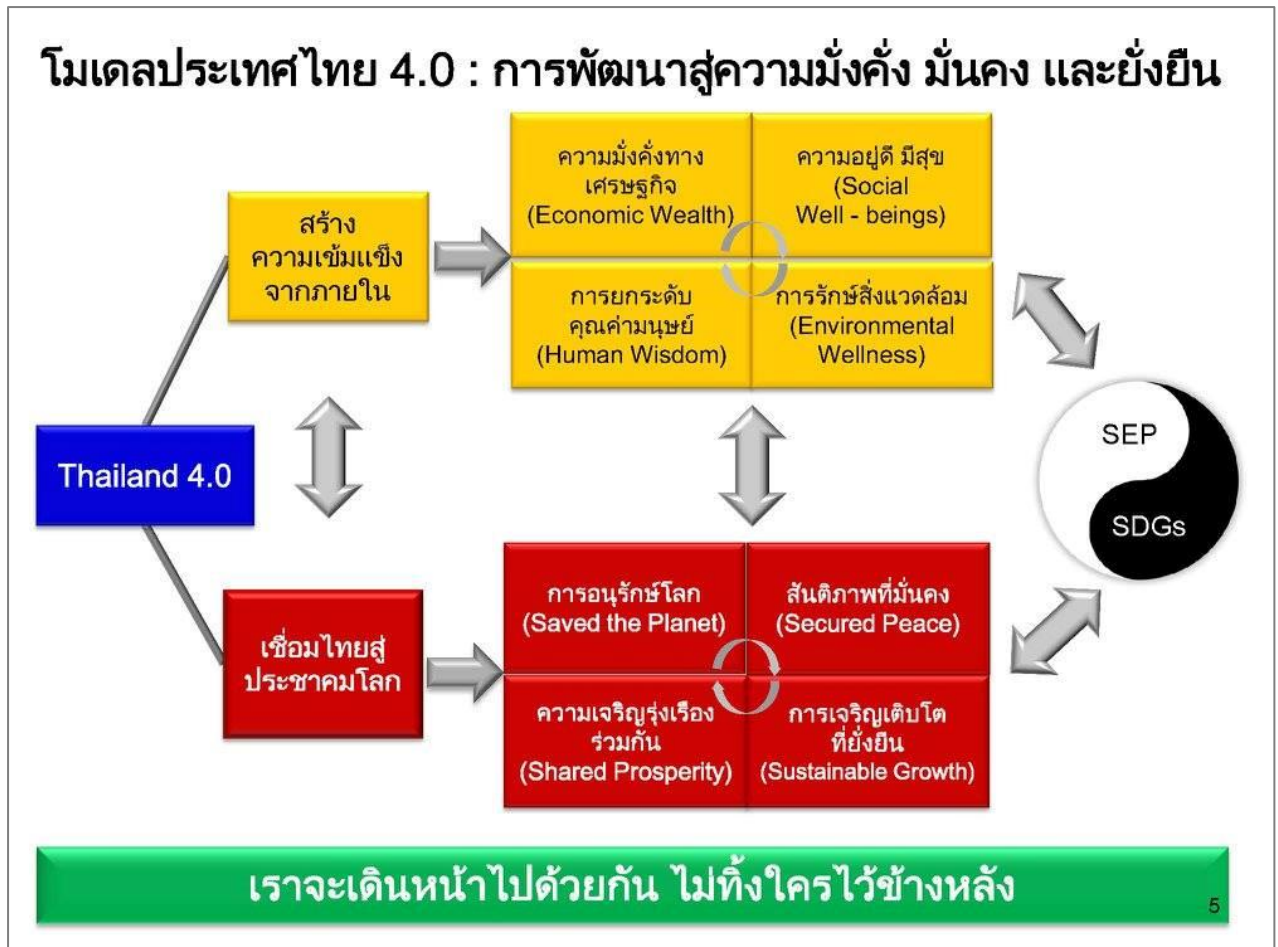 โมเดลประเทศไทย 4.0 : การพัฒนาสู่ความมั่งคั่ง มั่นคง และยั่งยืน
ความมั่งคั่งทาง
เศรษฐกิจ
(Economic Wealth)
ความอยู่ดี มีสุข
(Social
Well - beings)
สร้าง
ความเข้มแข็ง
จากภายใน
การยกระดับ
คุณค่ามนุษย์
(Human Wisdom)
การรักษ์สิ่งแวดล้อม
(Environmental
Wellness)
Thailand 4.0
SEP
SDGs
เชื่อมไทยสู่
ประชาคมโลก
การอนุรักษ์โลก
(Saved the Planet)
สันติภาพที่มั่นคง
(Secured Peace)
ความเจริญรุ่งเรือง
ร่วมกัน
(Shared Prosperity)
การเจริญเติบโต
ที่ยั่งยืน
(Sustainable Growth)
เราจะเดินหน้าไปด้วยกัน ไม่ทิ้งใครไว้ข้างหลัง
5